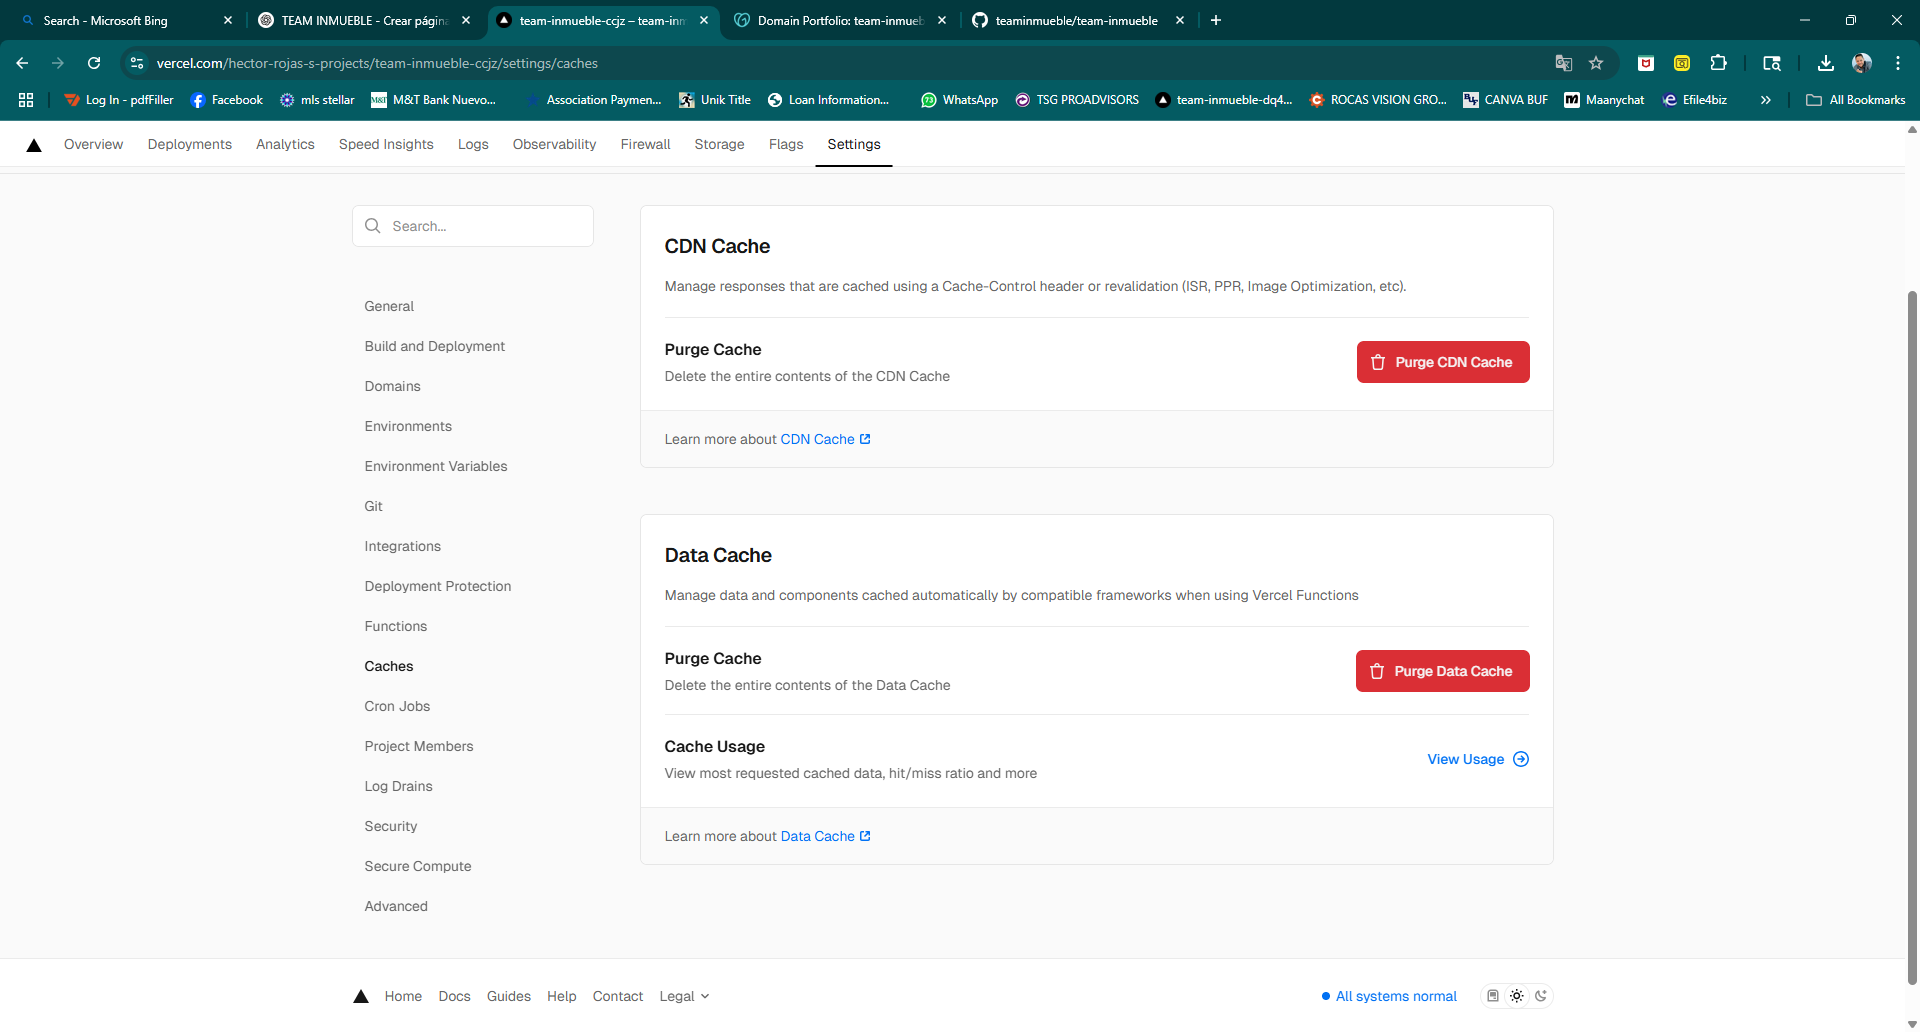 Search - Microsoft Bing
TEAM INMUEBLE - Crear págin
team-inmueble-ccjz – team-inm
Domain Portfolio: team-inmueb
teaminmueble/team-inmueble
vercel.com/hector-rojas-s-projects/team-inmueble-ccjz/settings/caches
Log In - pdfFiller
Facebook
mls stellar
M&T Bank Nuevo...
Association Paymen...
Unik Title
Loan Information...
WhatsApp
TSG PROADVISORS
team-inmueble-dq4...
ROCAS VISION GRO...
CANVA BUF
Maanychat
Efile4biz
All Bookmarks
Overview
Deployments
Analytics
Speed Insights
Logs
Observability
Firewall
Storage
Flags
Settings
Search...
General
Build and Deployment
Domains
Environments
Environment Variables
Git
Integrations
Deployment Protection
Functions
Caches
Cron Jobs
Project Members
Log Drains
Security
Secure Compute
Advanced
CDN Cache
Manage responses that are cached using a Cache-Control header or revalidation (ISR, PPR, Image Optimization, etc).
Purge Cache
Delete the entire contents of the CDN Cache
Purge CDN Cache
Learn more about CDN Cache
Data Cache
Manage data and components cached automatically by compatible frameworks when using Vercel Functions
Purge Cache
Delete the entire contents of the Data Cache
Purge Data Cache
Cache Usage
View most requested cached data, hit/miss ratio and more
View Usage
Learn more about Data Cache
Home
Docs
Guides
Help
Contact
Legal
All systems normal